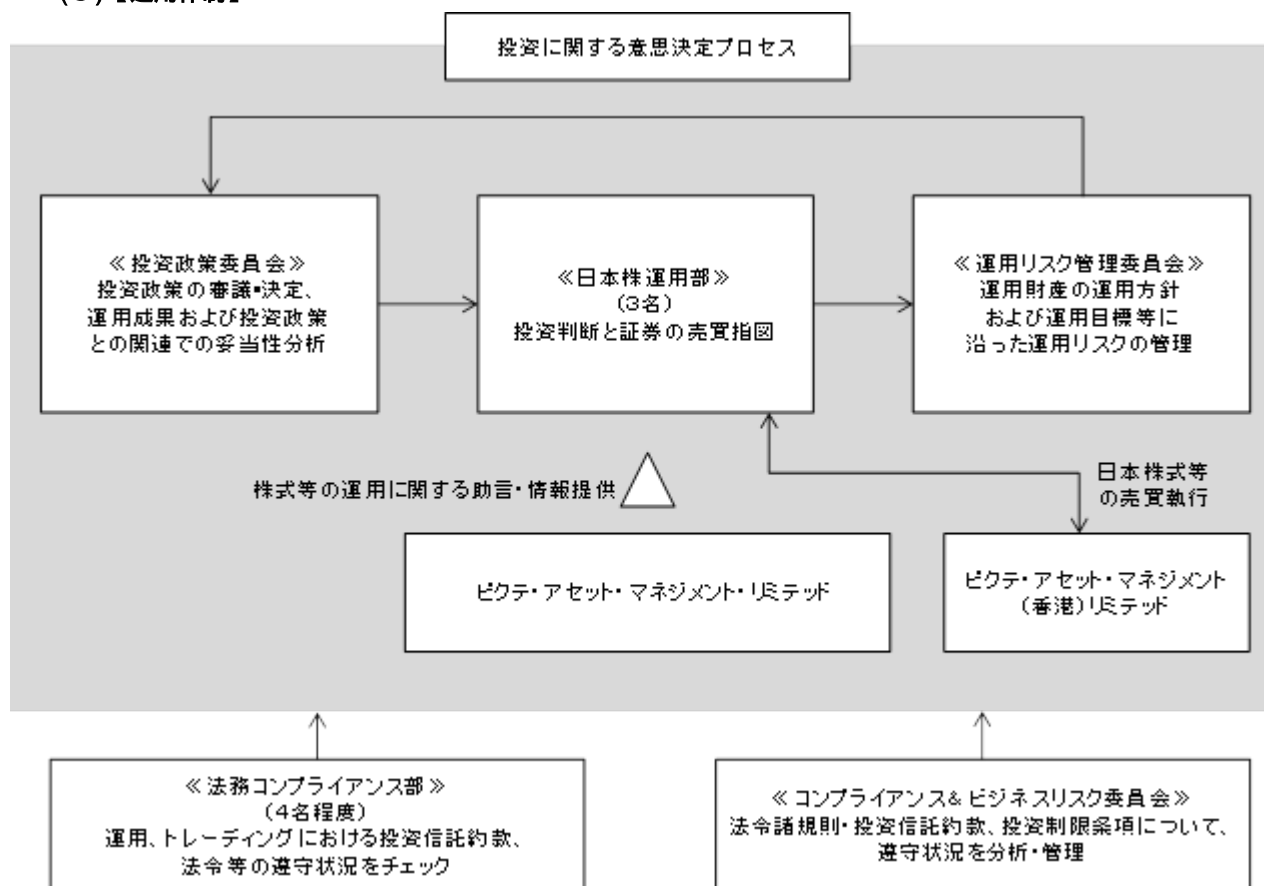 投資に関する意思決定プロセス
≪投資政策委員会≫
投資政策の審議・決定、
運用成果および投資政策
との関連での妥当性分析
≪日本株運用部≫
(3名)
投資判断と証券の売買指図
≪運用リスク管理委員会≫
運用財産の運用方針
および運用目標等に
沿った運用リスクの管理
株式等の運用に関する助言・情報提供
日本株式等
の売買執行
ピクテ・アセット・マネジメント・リミテッド
ピクテ・アセット・マネジメント
(香港)リミテッド
≪法務コンプライアンス部≫
(4名程度)
運用、トレーディングにおける投資信託約款、
法令等の遵守状況をチェック
≪コンプライアンス&ビジネスリスク委員会≫
法令諸規則・投資信託約款、投資制限条項について、
遵守状況を分析・管理